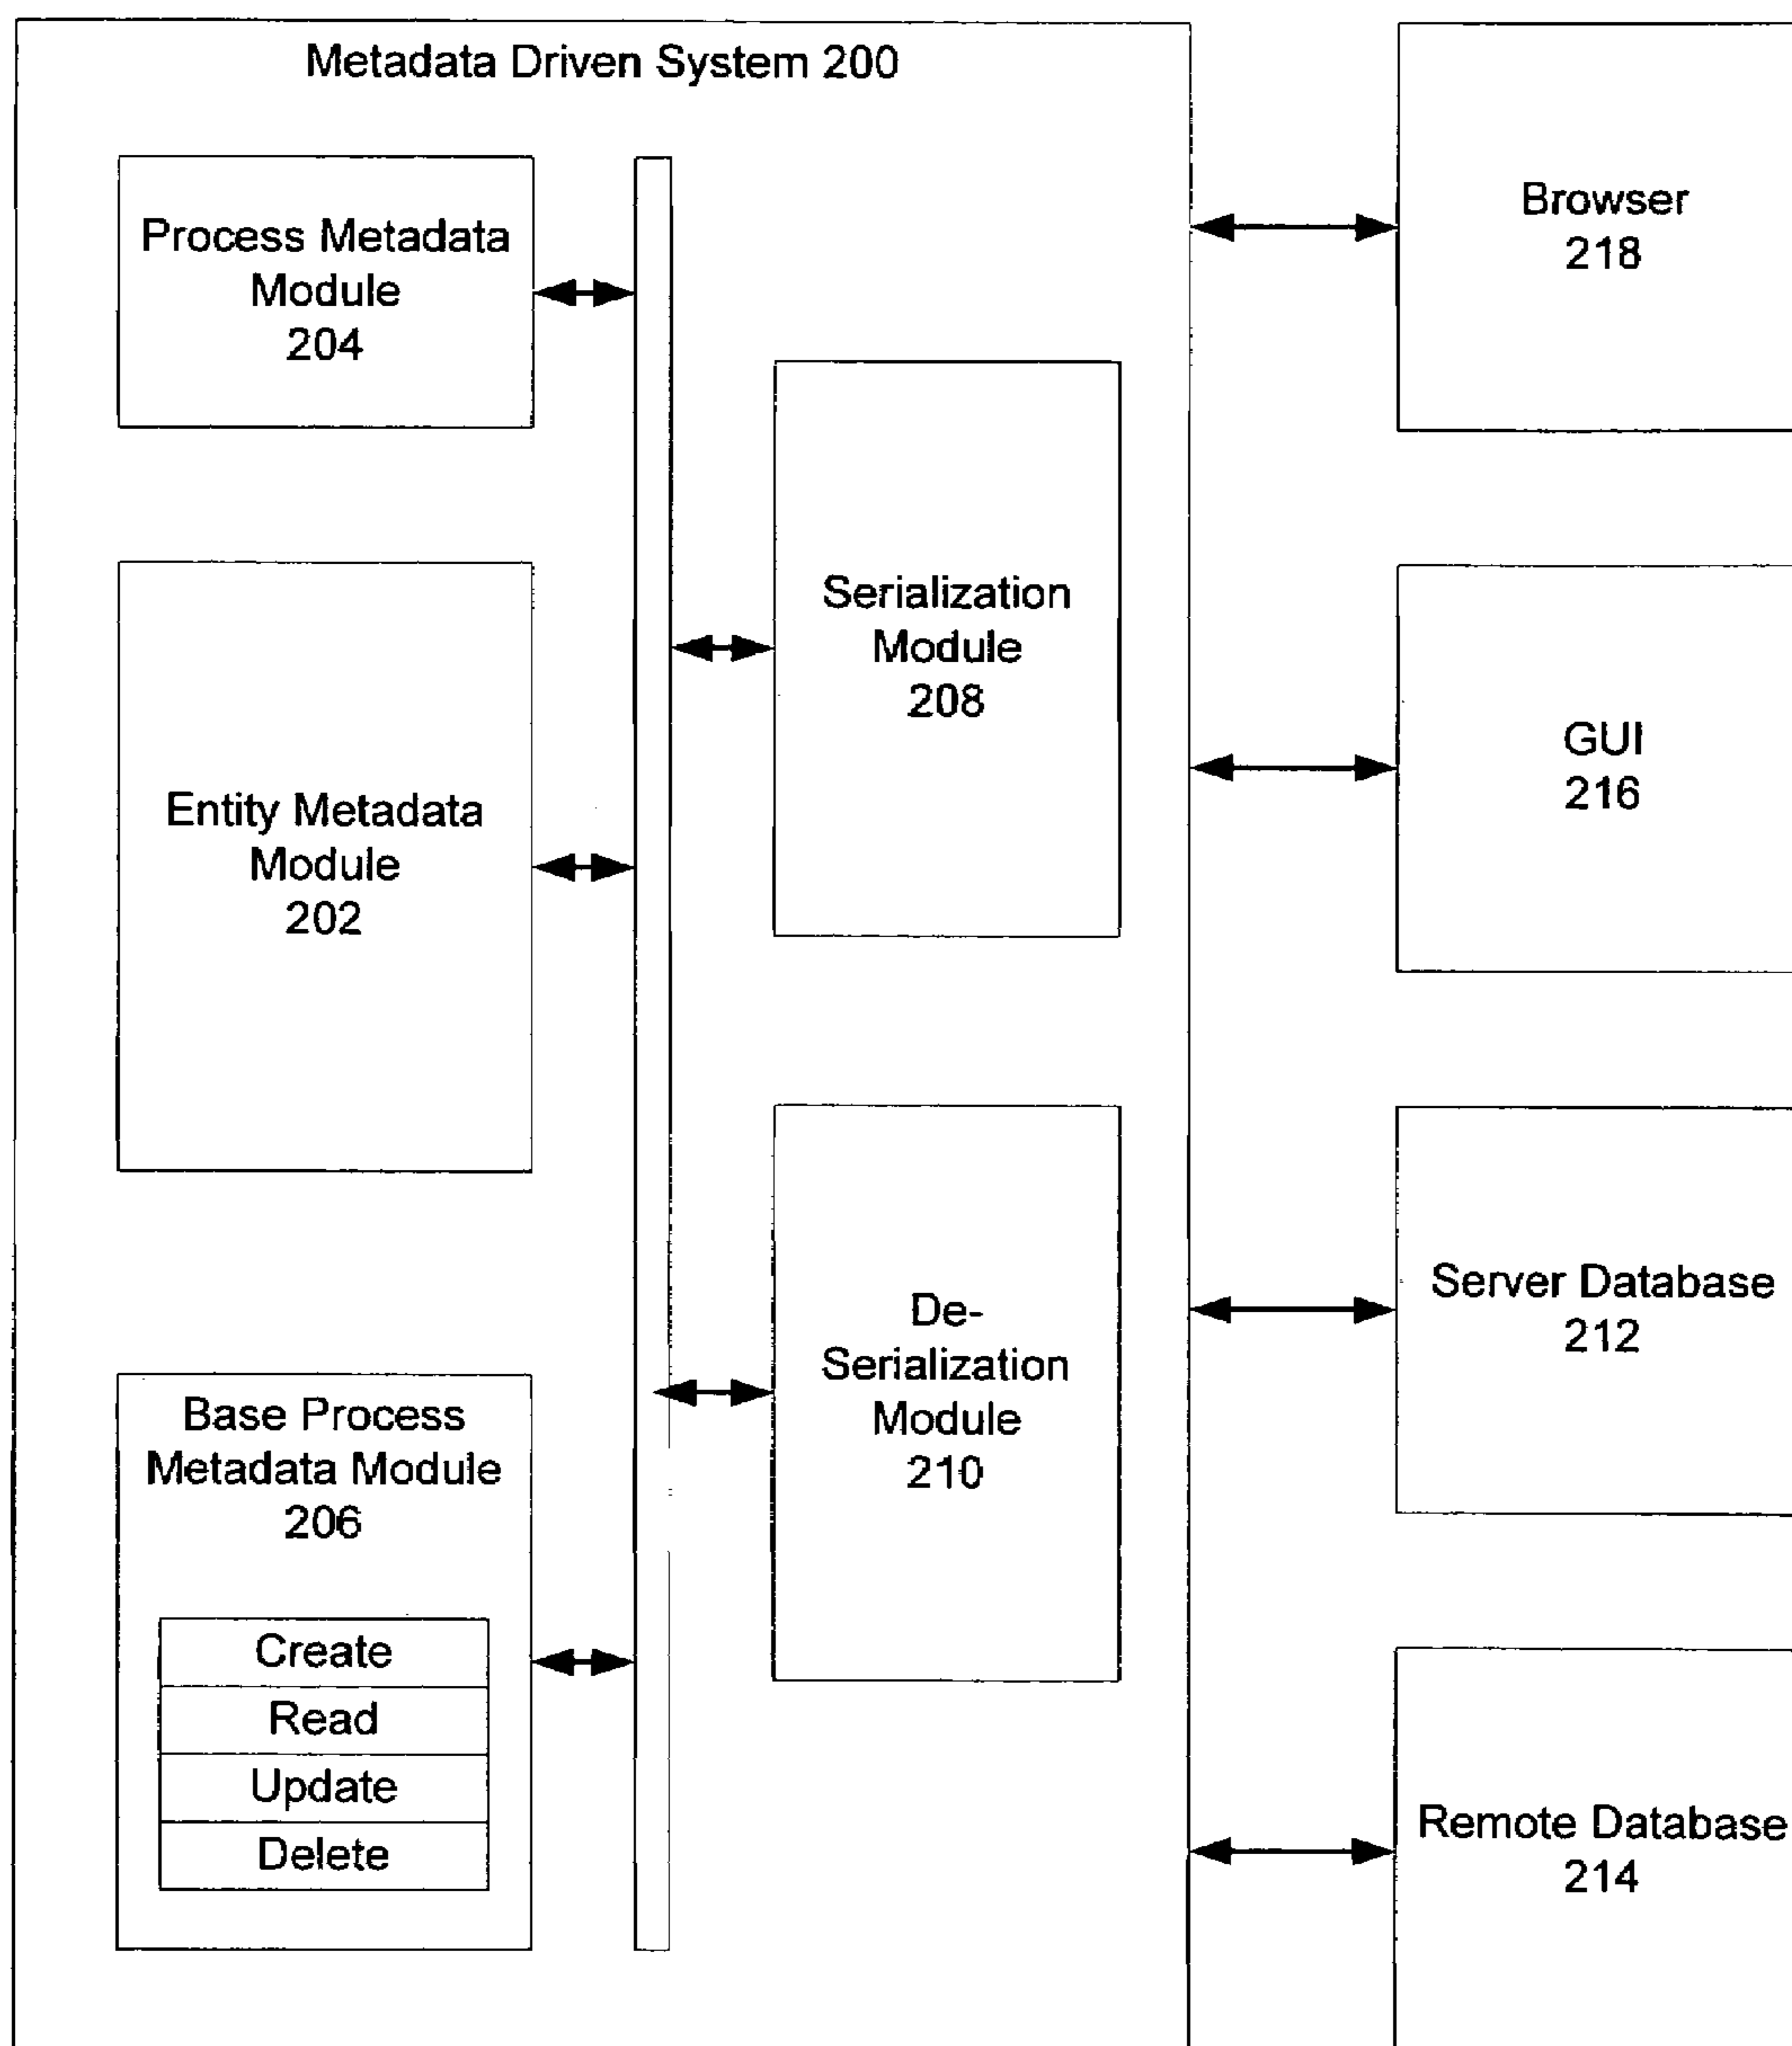 Metadata Driven System 200
Process Metadata
Module
204
Entity Metadata
Module
202
Base Process
Metadata Module
206
Create
Read
Update
Delete
Serialization
Module
208
De-
Serialization
Module
210
Browser
218
GUI
216
Server Database
212
Remote Database
214